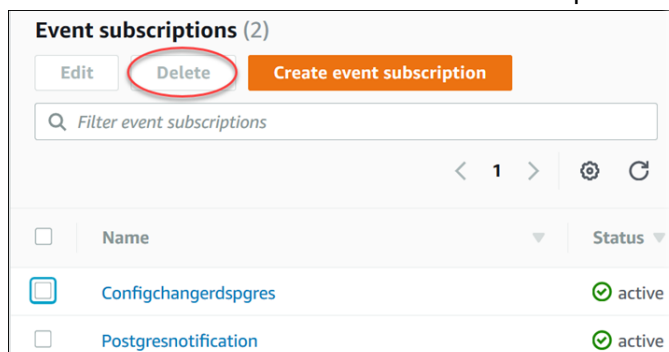 Event subscriptions (2)
Edit Delete Create event subscription
Filter event subscriptions
< 1 >
Name Status
Configchangerdspgres active
Postgresnotification active